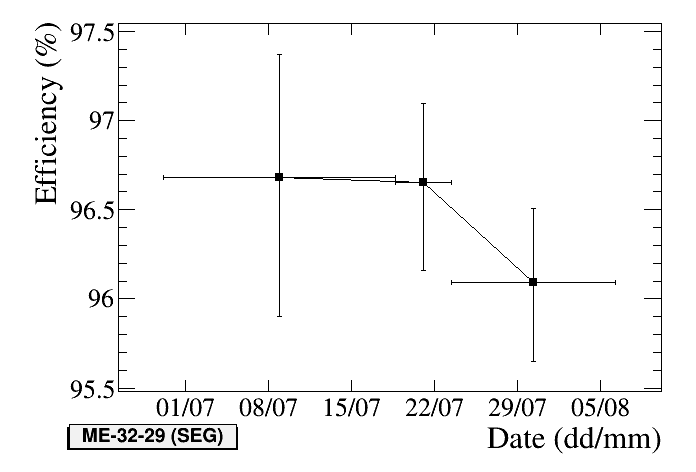 97.5
97
96.5
96
95.5
Efficiency (%)
01/07 08/07 15/07 22/07 29/07 05/08
Date (dd/mm)
ME-32-29 (SEG)